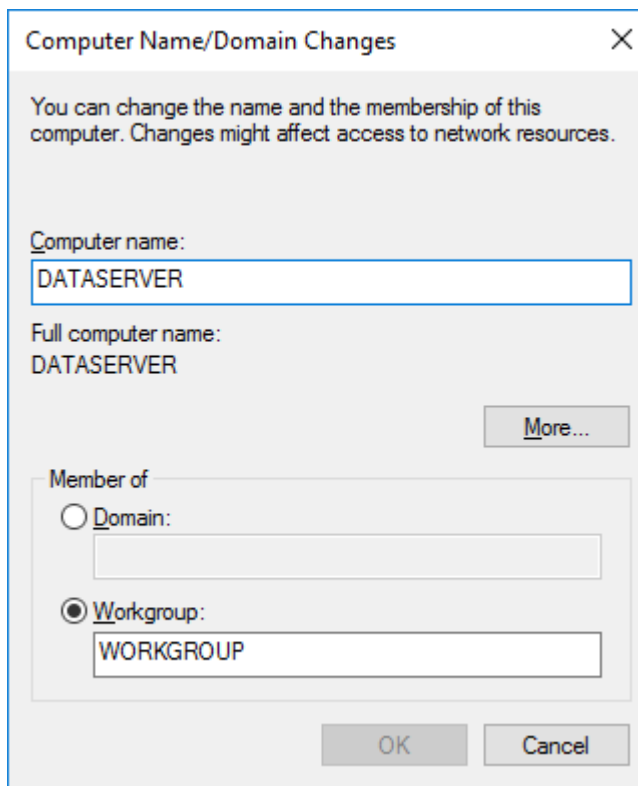 Computer Name/Domain Changes
You can change the name and the membership of this
computer. Changes might affect access to network resources.
Computer name:
DATASERVER
Full computer name:
DATASERVER
More...
Member of
Domain:
Workgroup:
WORKGROUP
OK Cancel